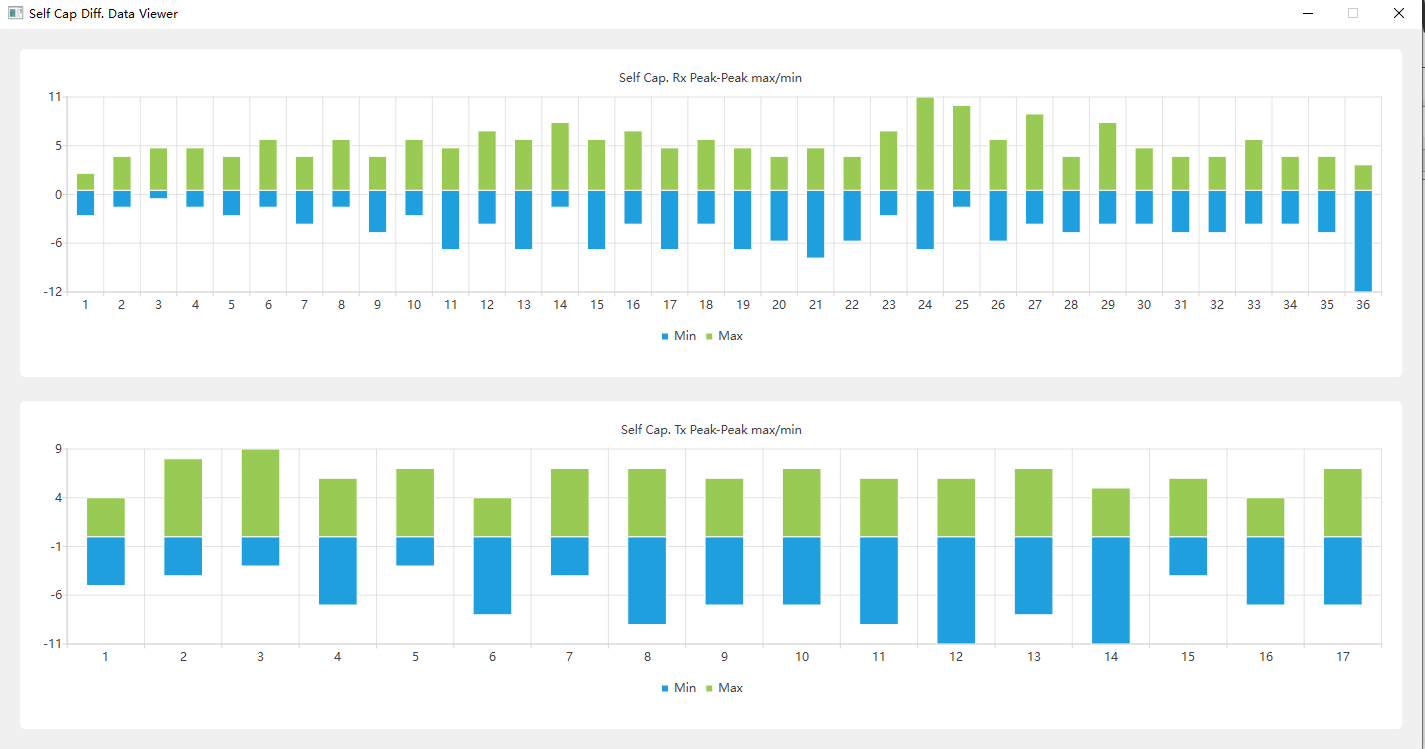 Self Cap Diff. Data Viewer
Self Cap. Rx Peak-Peak max/min
11
5
0
-6
-12
1 2 3 4 5 6 7 8 9 10 11 12 13 14 15 16 17 18 19 20 21 22 23 24 25 26 27 28 29 30 31 32 33 34 35 36
Min Max
Self Cap. Tx Peak-Peak max/min
9
4
-1
-6
-11
1 2 3 4 5 6 7 8 9 10 11 12 13 14 15 16 17
Min Max